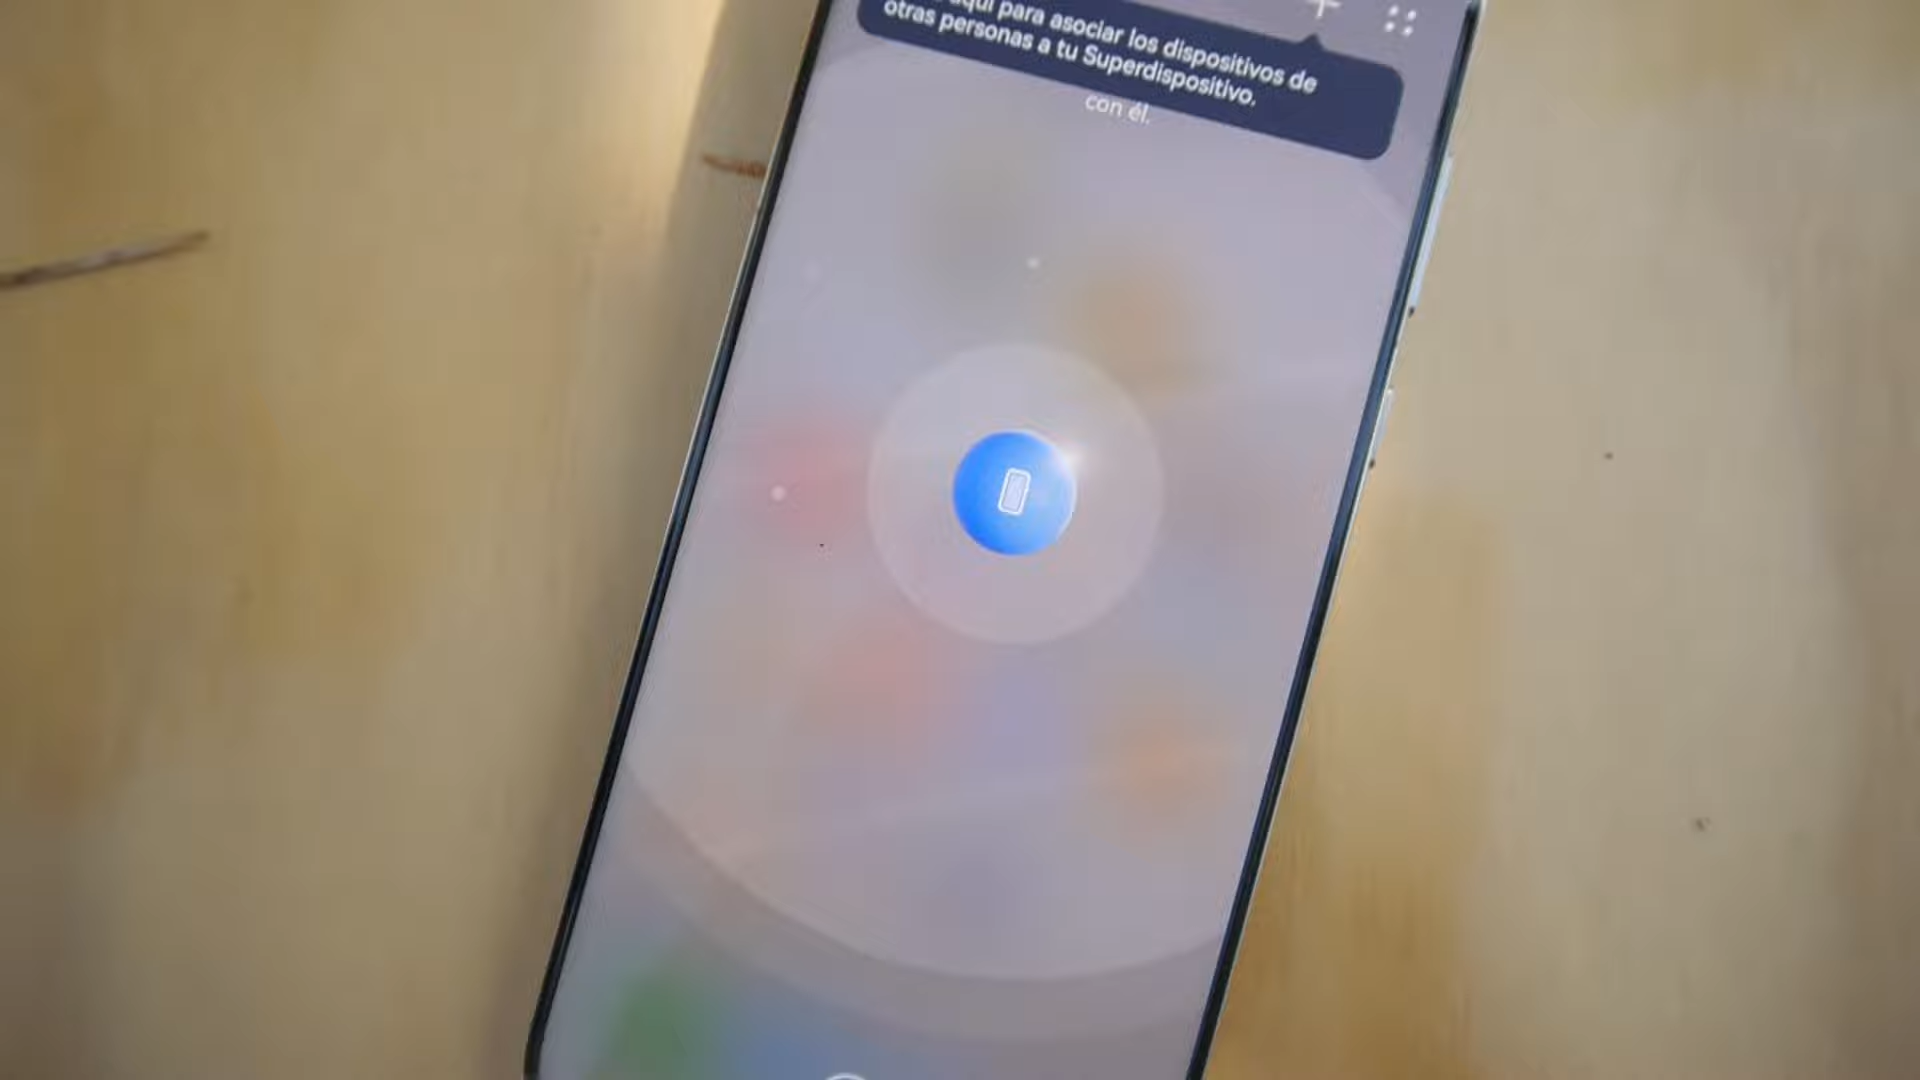 aquí para asociar los dispositivos de
otras personas a tu Superdispositivo.
con él.